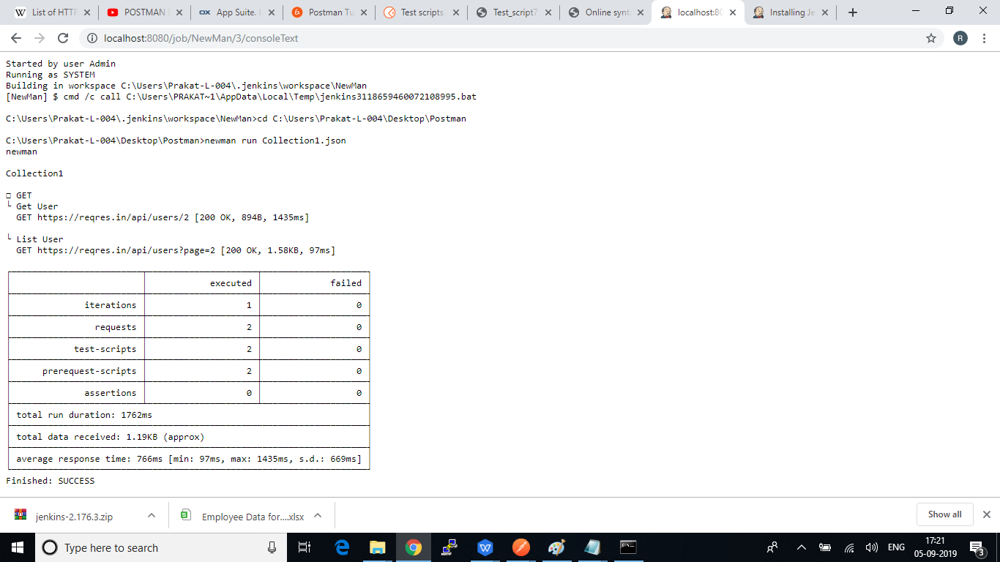 List of HTTP
POSTMAN
App Suite.
Postman Tu
Test scripts
Test_script7
Online synt
localhost:80
Installing Je
localhost:8080/job/NewMan/3/consoleText
R
Started by user Admin
Running as SYSTEM
Building in workspace C:\Users\Prakat-L-004\.jenkins\workspace\NewMan
[NewMan] $ cmd /c call C:\Users\PRAKAT~1\AppData\Local\Temp\jenkins3118659460072108995.bat
C:\Users\Prakat-L-004\.jenkins\workspace\NewMan>cd C:\Users\Prakat-L-004\Desktop\Postman
C:\Users\Prakat-L-004\Desktop\Postman>newman run Collection1.json
newman
Collection1
□ GET
└ Get User
GET https://reqres.in/api/users/2 [200 OK, 894B, 1435ms]
└ List User
GET https://reqres.in/api/users?page=2 [200 OK, 1.58KB, 97ms]
executed failed
iterations 1 0
requests 2 0
test-scripts 2 0
prerequest-scripts 2 0
assertions 0 0
total run duration: 1762ms
total data received: 1.19KB (approx)
average response time: 766ms [min: 97ms, max: 1435ms, s.d.: 669ms]
Finished: SUCCESS
jenkins-2.176.3.zip
Employee Data for....xlsx
Show all
Type here to search
ENG
17:21
05-09-2019
3